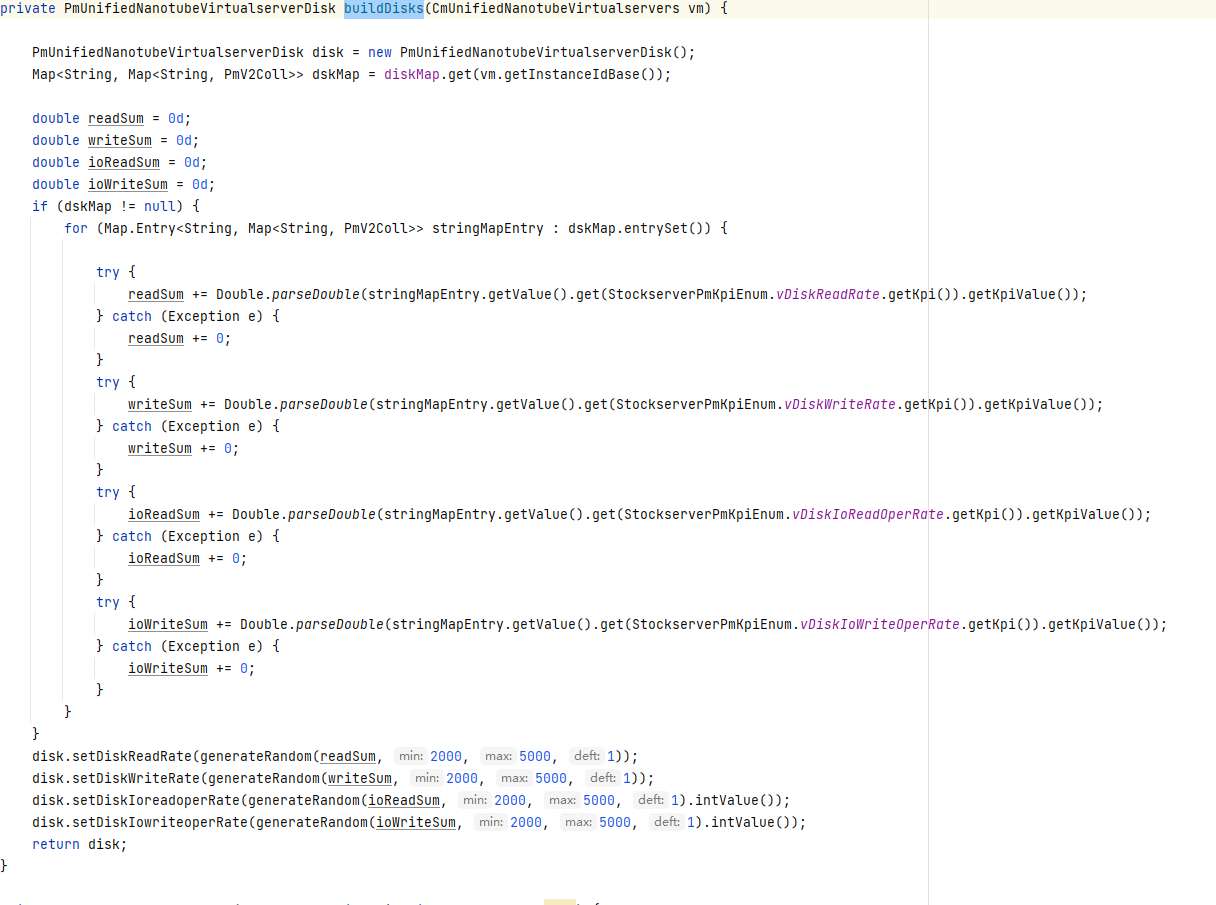 private PmUnifiedNanotubeVirtualserverDisk buildDisks(CmUnifiedNanotubeVirtualservers vm) {
PmUnifiedNanotubeVirtualserverDisk disk = new PmUnifiedNanotubeVirtualserverDisk();
Map<String, Map<String, PmV2Coll>> dskMap = diskMap.get(vm.getInstanceIdBase());
double readSum = 0d;
double writeSum = 0d;
double ioReadSum = 0d;
double ioWriteSum = 0d;
if (dskMap != null) {
for (Map.Entry<String, Map<String, PmV2Coll>> stringMapEntry : dskMap.entrySet()) {
try {
readSum += Double.parseDouble(stringMapEntry.getValue().get(StockserverPmKpiEnum.vDiskReadRate.getKpi()).getKpiValue());
} catch (Exception e) {
readSum += 0;
}
try {
writeSum += Double.parseDouble(stringMapEntry.getValue().get(StockserverPmKpiEnum.vDiskWriteRate.getKpi()).getKpiValue());
} catch (Exception e) {
writeSum += 0;
}
try {
ioReadSum += Double.parseDouble(stringMapEntry.getValue().get(StockserverPmKpiEnum.vDiskIoReadOperRate.getKpi()).getKpiValue());
} catch (Exception e) {
ioReadSum += 0;
}
try {
ioWriteSum += Double.parseDouble(stringMapEntry.getValue().get(StockserverPmKpiEnum.vDiskIoWriteOperRate.getKpi()).getKpiValue());
} catch (Exception e) {
ioWriteSum += 0;
}
}
}
disk.setDiskReadRate(generateRandom(readSum, min: 2000, max: 5000, deft: 1));
disk.setDiskWriteRate(generateRandom(writeSum, min: 2000, max: 5000, deft: 1));
disk.setDiskIoreadoperRate(generateRandom(ioReadSum, min: 2000, max: 5000, deft: 1).intValue());
disk.setDiskIowriteoperRate(generateRandom(ioWriteSum, min: 2000, max: 5000, deft: 1).intValue());
return disk;
}